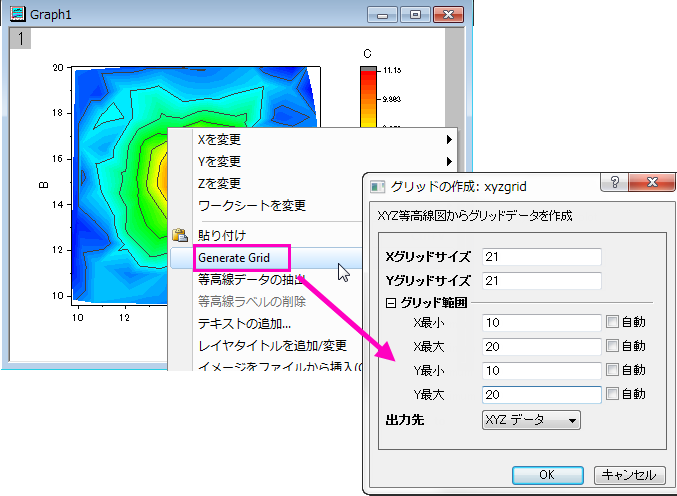 Graph1
1
C
20
18
16
14
12
10
B
10
12
11.15
9.983
Xを変更
Yを変更
Zを変更
ワークシートを変更
貼り付け
Generate Grid
等高線データの抽出
等高線ラベルの削除
テキストの追加...
レイヤタイトルを追加/変更
イメージをファイルから挿入(O
グリッドの作成: xyzgrid
XYZ等高線図からグリッドデータを作成
Xグリッドサイズ 21
Yグリッドサイズ 21
グリッド範囲
X最小 10 自動
X最大 20 自動
Y最小 10 自動
Y最大 20 自動
出力先 XYZ データ
OK キャンセル